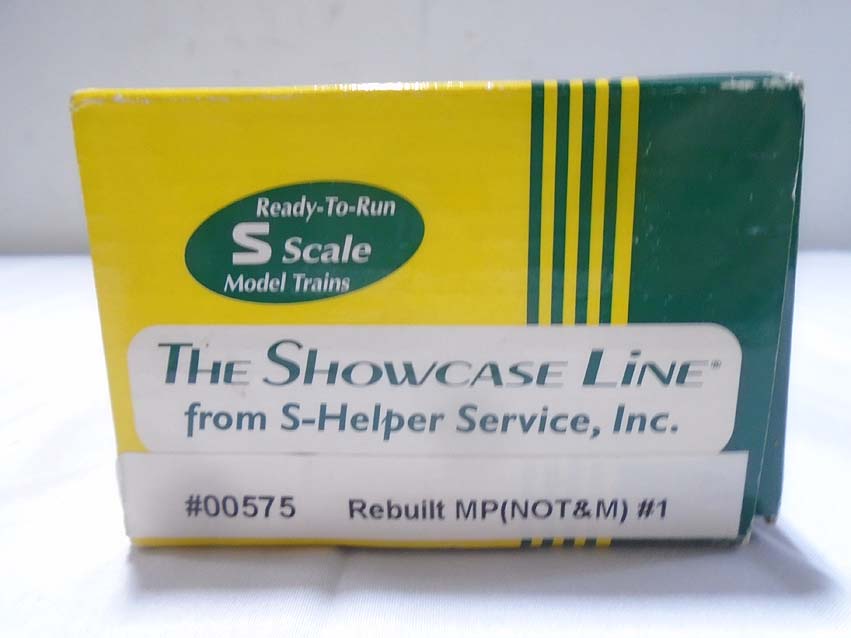 Ready-To-Run
S Scale
Model Trains
THE SHOWCASE LINE®
from S-Helper Service, Inc.
#00575 Rebuilt MP(NOT&M) #1